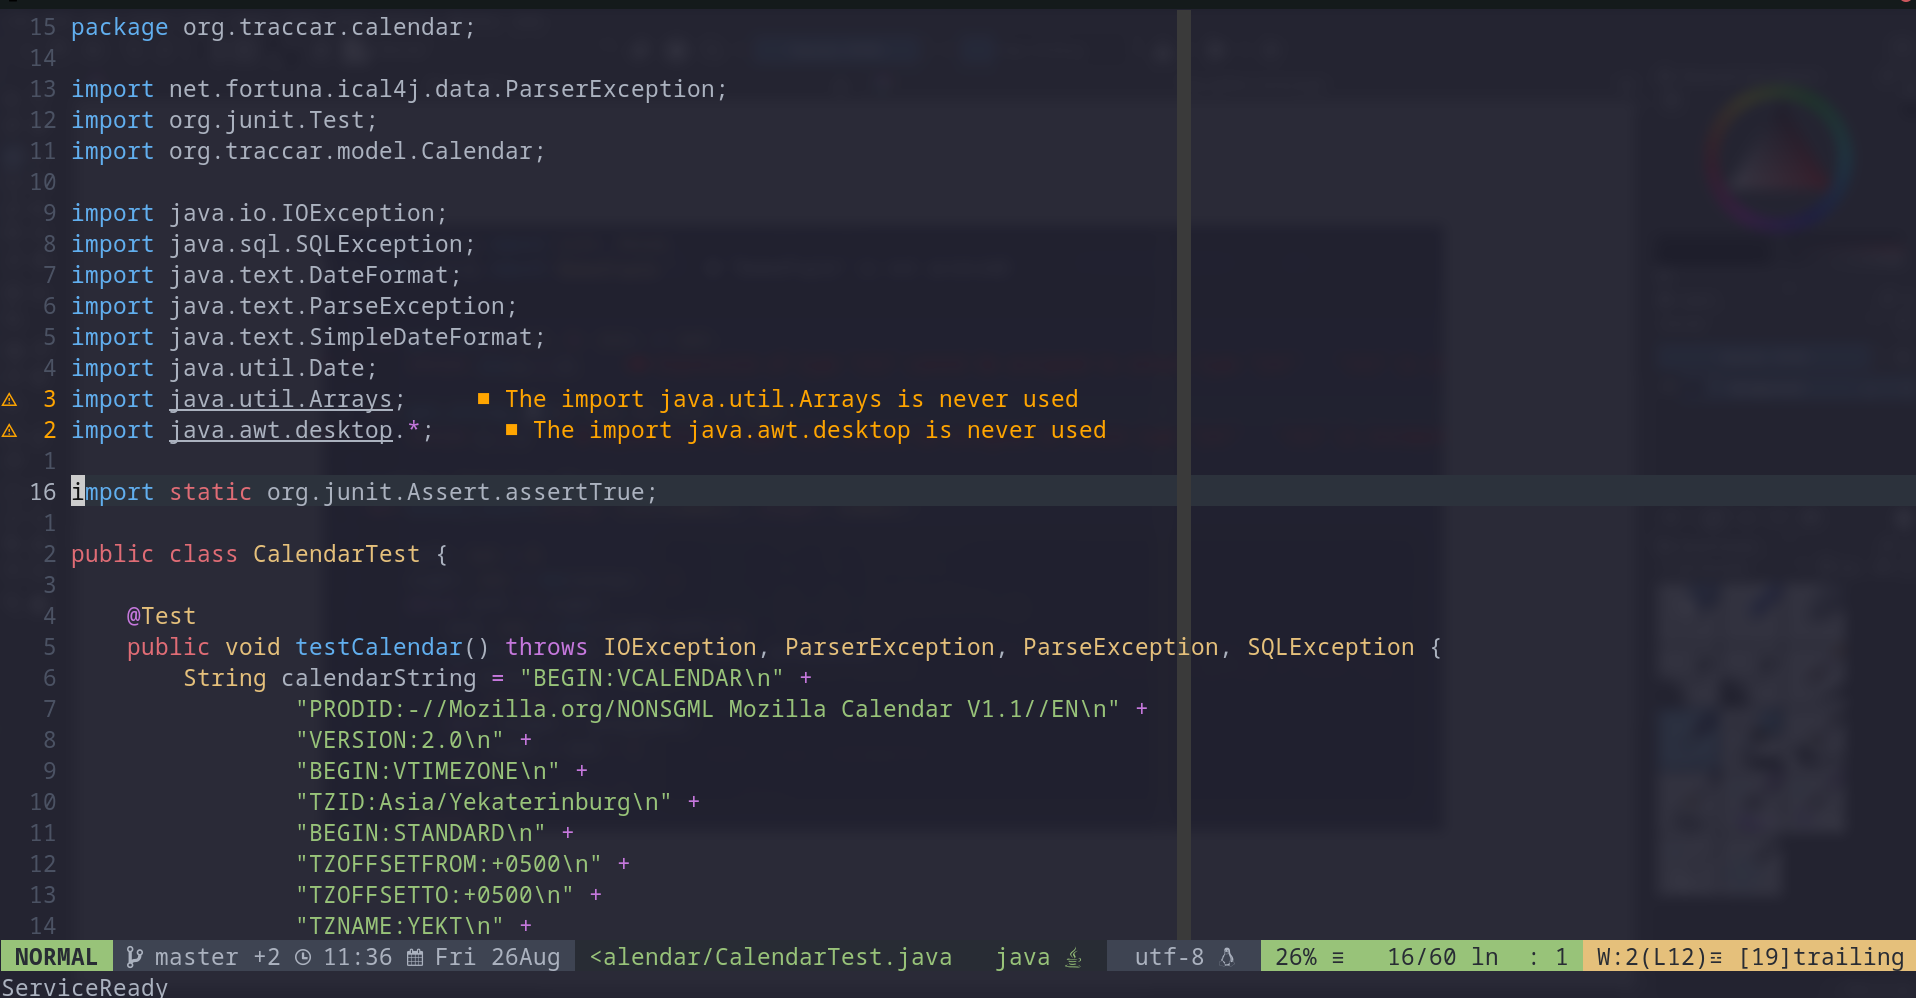 15 package org.traccar.calendar;
14
13 import net.fortuna.ical4j.data.ParserException;
12 import org.junit.Test;
11 import org.traccar.model.Calendar;
10
9 import java.io.IOException;
8 import java.sql.SQLException;
7 import java.text.DateFormat;
6 import java.text.ParseException;
5 import java.text.SimpleDateFormat;
4 import java.util.Date;
⚠ 3 import java.util.Arrays; ■ The import java.util.Arrays is never used
⚠ 2 import java.awt.desktop.*; ■ The import java.awt.desktop is never used
1
16 import static org.junit.Assert.assertTrue;
1
2 public class CalendarTest {
3
4 @Test
5 public void testCalendar() throws IOException, ParserException, ParseException, SQLException {
6 String calendarString = "BEGIN:VCALENDAR\n" +
7 "PRODID:-//Mozilla.org/NONSGML Mozilla Calendar V1.1//EN\n" +
8 "VERSION:2.0\n" +
9 "BEGIN:VTIMEZONE\n" +
10 "TZID:Asia/Yekaterinburg\n" +
11 "BEGIN:STANDARD\n" +
12 "TZOFFSETFROM:+0500\n" +
13 "TZOFFSETTO:+0500\n" +
14 "TZNAME:YEKT\n" +
NORMAL master +2 11:36 Fri 26Aug <alendar/CalendarTest.java java utf-8 26% ≡ 16/60 ln : 1 W:2(L12) [19]trailing
ServiceReady